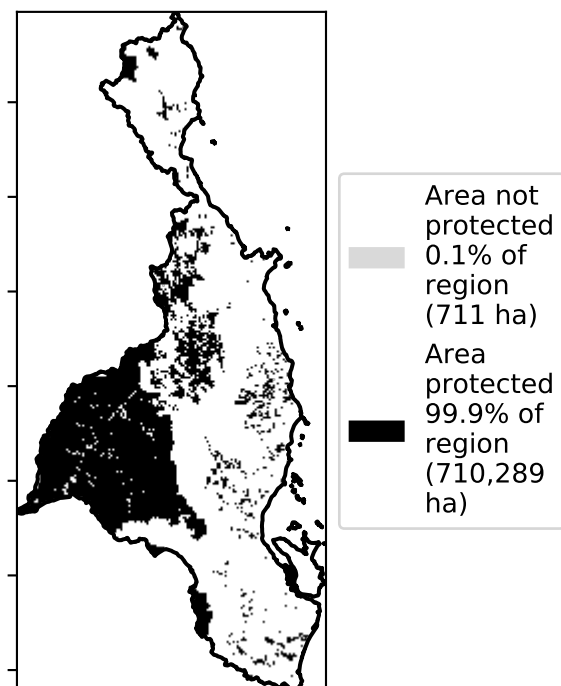 Area not
protected
0.1% of
region
(711 ha)
Area
protected
99.9% of
region
(710,289
ha)